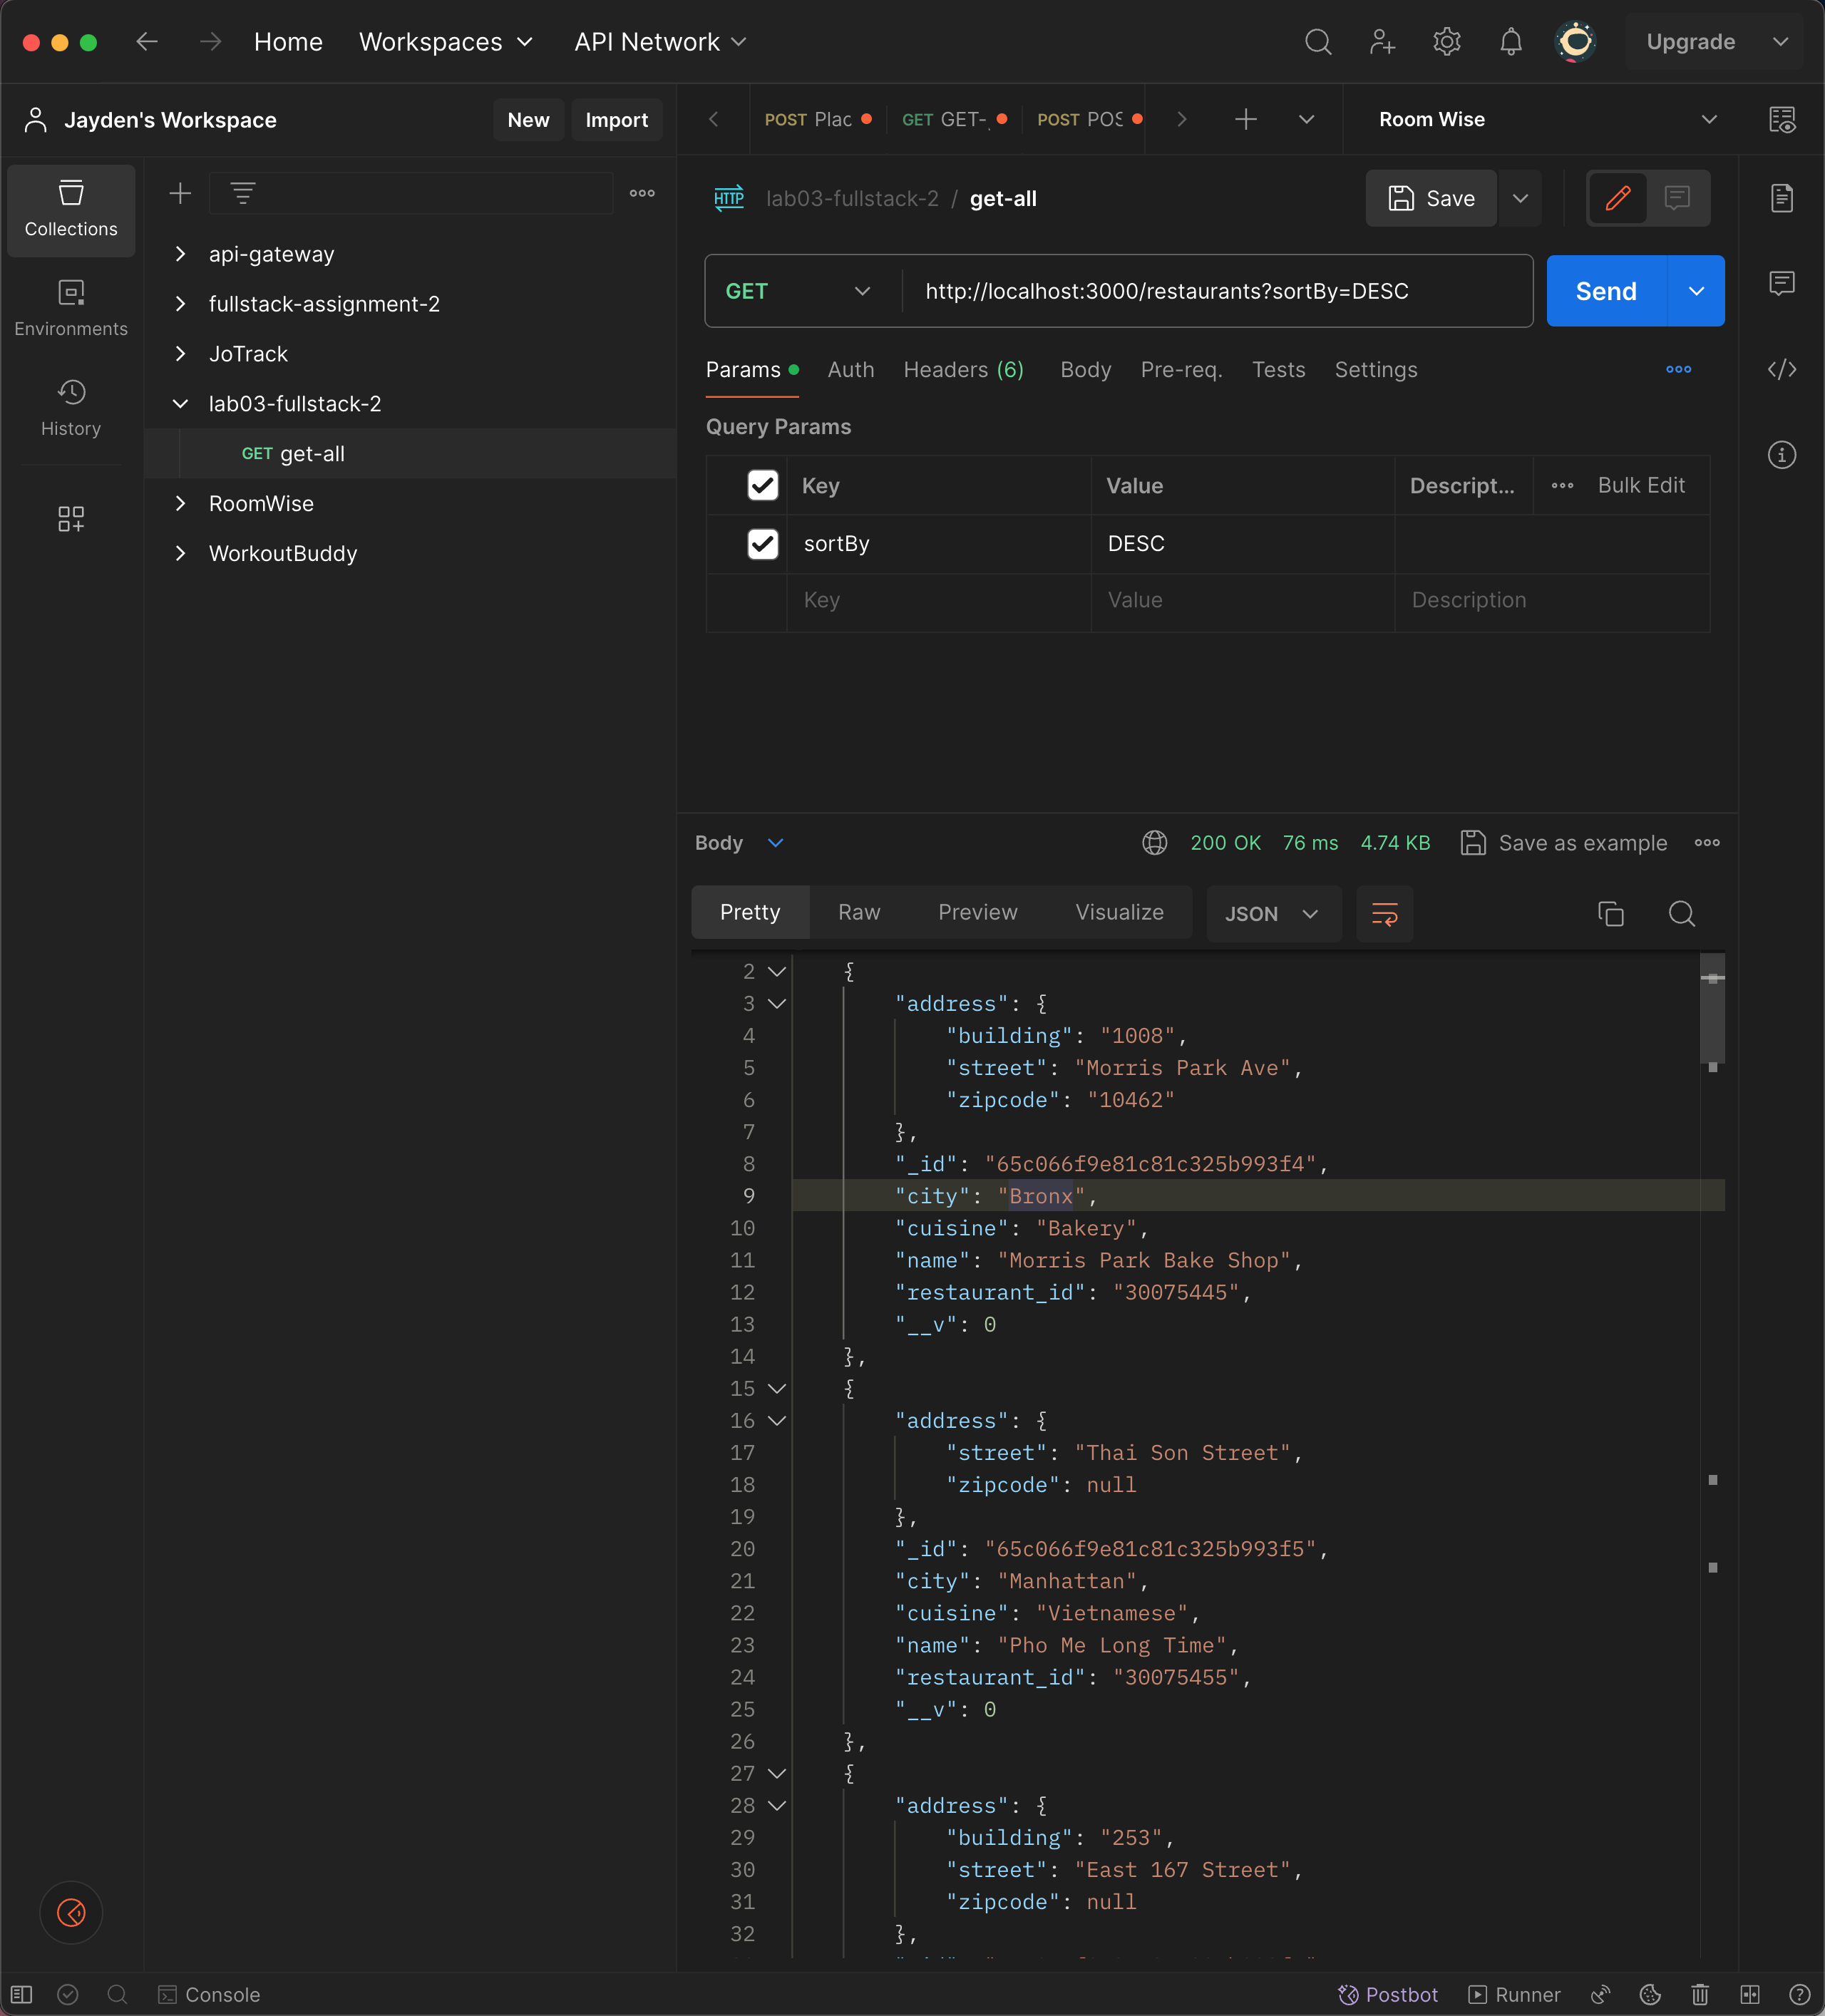 Home Workspaces API Network Upgrade
Jayden's Workspace New Import
POST Plac GET GET- POST POS Room Wise
Collections
Environments
History
api-gateway
fullstack-assignment-2
JoTrack
lab03-fullstack-2
GET get-all
RoomWise
WorkoutBuddy
HTTP lab03-fullstack-2 / get-all Save
GET http://localhost:3000/restaurants?sortBy=DESC Send
Params Auth Headers (6) Body Pre-req. Tests Settings
Query Params
Key Value Descript... Bulk Edit
sortBy DESC
Key Value Description
Body 200 OK 76 ms 4.74 KB Save as example
Pretty Raw Preview Visualize JSON
2 {
3 "address": {
4 "building": "1008",
5 "street": "Morris Park Ave",
6 "zipcode": "10462"
7 },
8 "_id": "65c066f9e81c81c325b993f4",
9 "city": "Bronx",
10 "cuisine": "Bakery",
11 "name": "Morris Park Bake Shop",
12 "restaurant_id": "30075445",
13 "__v": 0
14 },
15 {
16 "address": {
17 "street": "Thai Son Street",
18 "zipcode": null
19 },
20 "_id": "65c066f9e81c81c325b993f5",
21 "city": "Manhattan",
22 "cuisine": "Vietnamese",
23 "name": "Pho Me Long Time",
24 "restaurant_id": "30075455",
25 "__v": 0
26 },
27 {
28 "address": {
29 "building": "253",
30 "street": "East 167 Street",
31 "zipcode": null
32 },
Console Postbot Runner